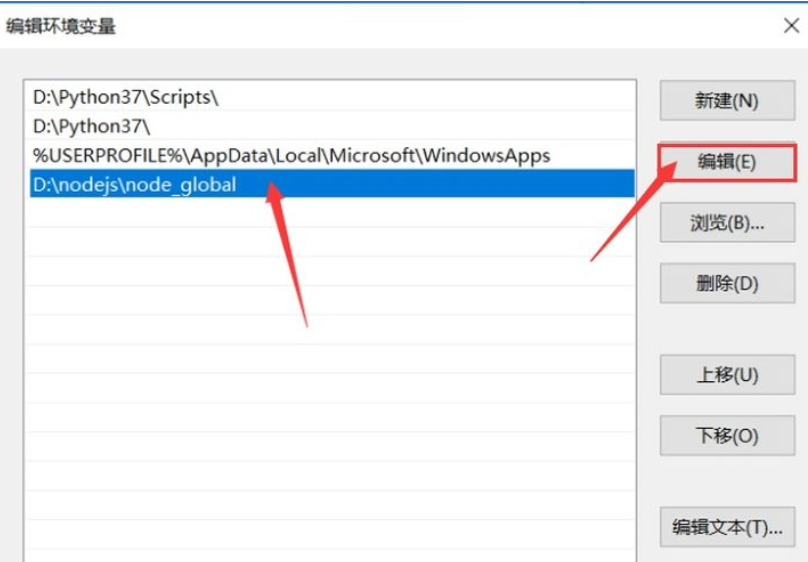 编辑环境变量
D:\Python37\Scripts\
D:\Python37\
%USERPROFILE%\AppData\Local\Microsoft\WindowsApps
D:\nodejs\node_global
新建(N)
编辑(E)
浏览(B)...
删除(D)
上移(U)
下移(O)
编辑文本(T)...